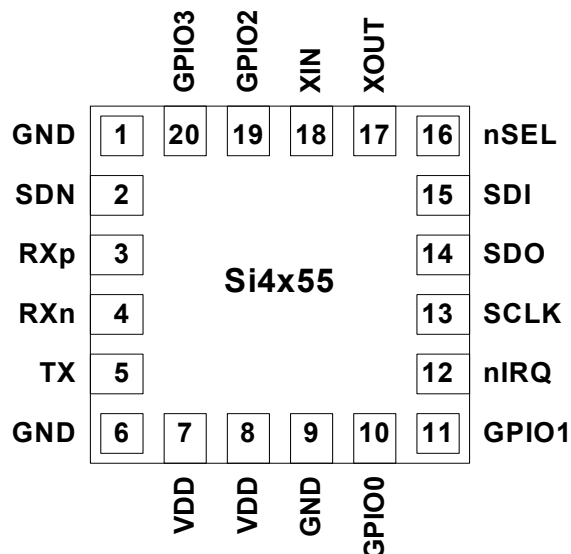 GPIO3 GPIO2 XIN XOUT
GND 1 20 19 18 17 16 nSEL
SDN 2 15 SDI
RXp 3 14 SDO
Si4x55
RXn 4 13 SCLK
TX 5 12 nIRQ
GND 6 7 8 9 10 11 GPIO1
VDD VDD GND GPIO0